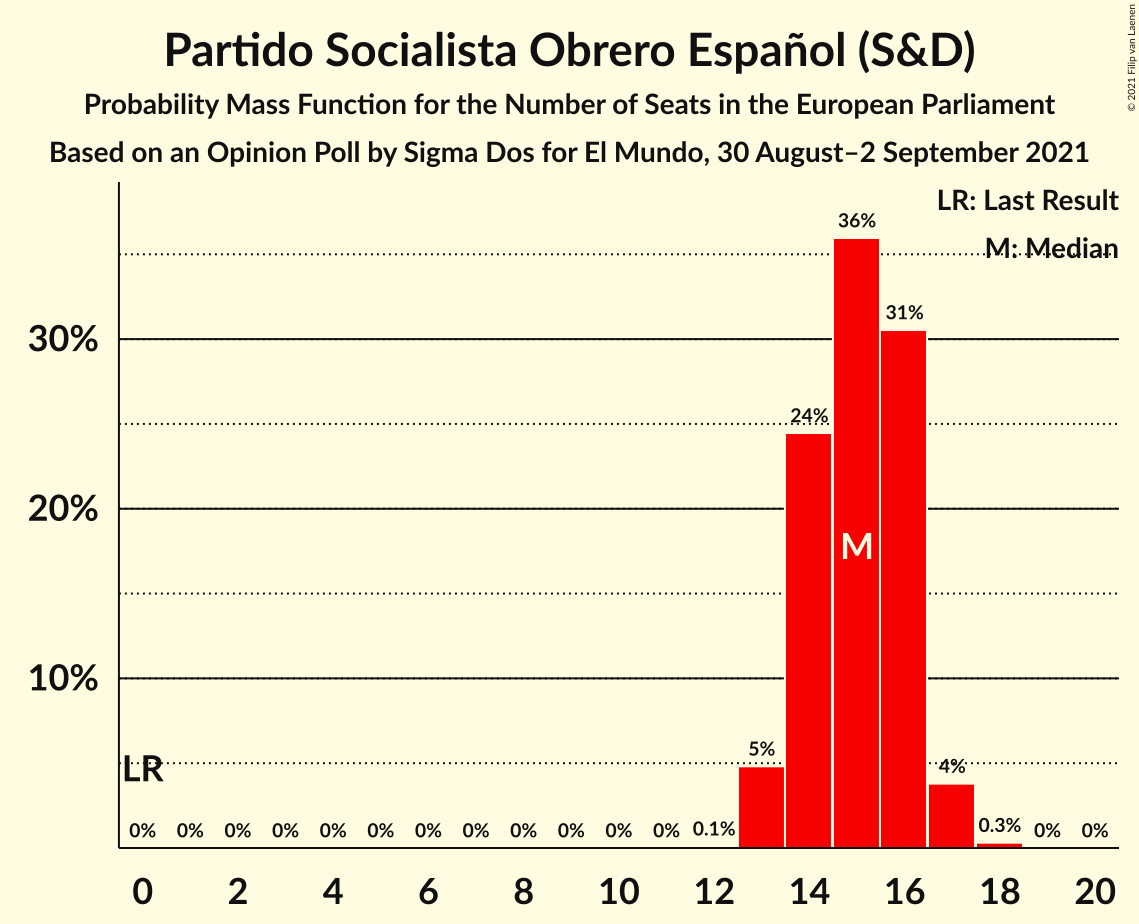 Partido Socialista Obrero Español (S&D)
Probability Mass Function for the Number of Seats in the European Parliament
Based on an Opinion Poll by Sigma Dos for El Mundo, 30 August–2 September 2021
© 2021 Filip van Laenen
LR: Last Result
M: Median
36%
31%
30%
24%
20%
M
10%
5%
4%
LR
0% 0% 0% 0% 0% 0% 0% 0% 0% 0% 0% 0% 0.1% 0.3% 0% 0%
0 2 4 6 8 10 12 14 16 18 20